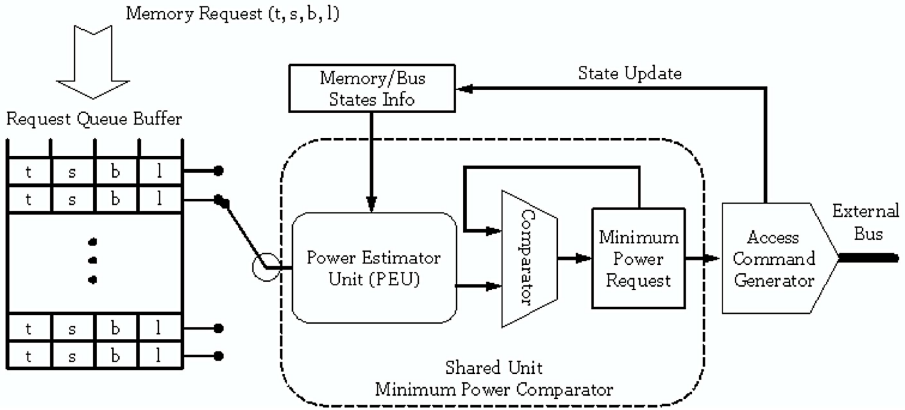 Memory Request (t, s, b, l)
State Update
Memory/Bus
States Info
Request Queue Buffer
t s b l
t s b l
External
Bus
Comparator
Power Estimator
Unit (PEU)
Minimum
Power
Request
Access
Command
Generator
t s b l
t s b l
Shared Unit
Minimum Power Comparator